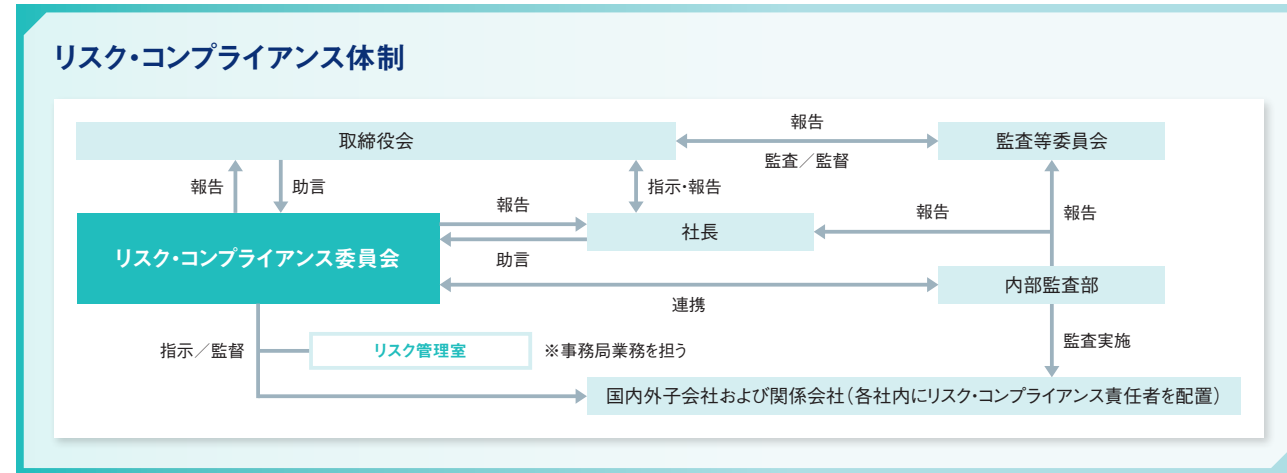 リスク・コンプライアンス体制
報告
取締役会
監査等委員会
監査／監督
報告
助言
指示・報告
報告
報告
報告
社長
リスク・コンプライアンス委員会
助言
内部監査部
連携
指示／監督
リスク管理室
※事務局業務を担う
監査実施
国内外子会社および関係会社（各社内にリスク・コンプライアンス責任者を配置）